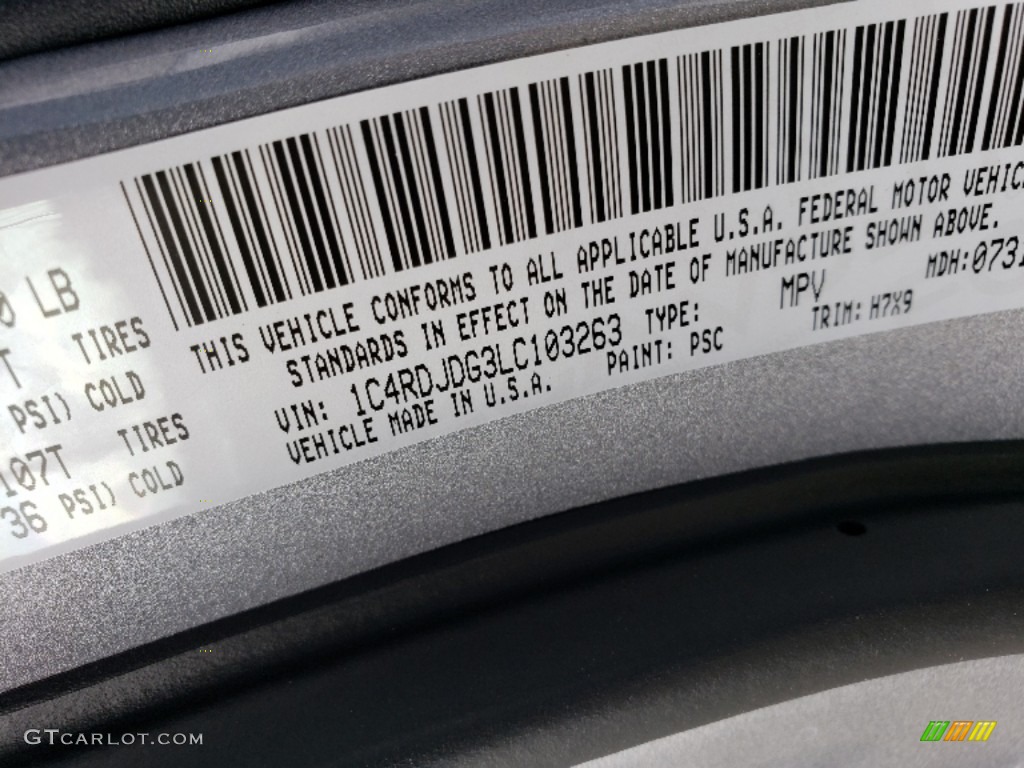 THIS VEHICLE CONFORMS TO ALL APPLICABLE U.S.A. FEDERAL MOTOR VEHIC
STANDARDS IN EFFECT ON THE DATE OF MANUFACTURE SHOWN ABOVE.
VIN: 1C4RDJDG3LC103263 TYPE: MPV MDH:0731
VEHICLE MADE IN U.S.A. PAINT: PSC TRIM: H7X9
0 LB
T TIRES
PSI) COLD
107T TIRES
36 PSI) COLD
GTCARLOT.COM